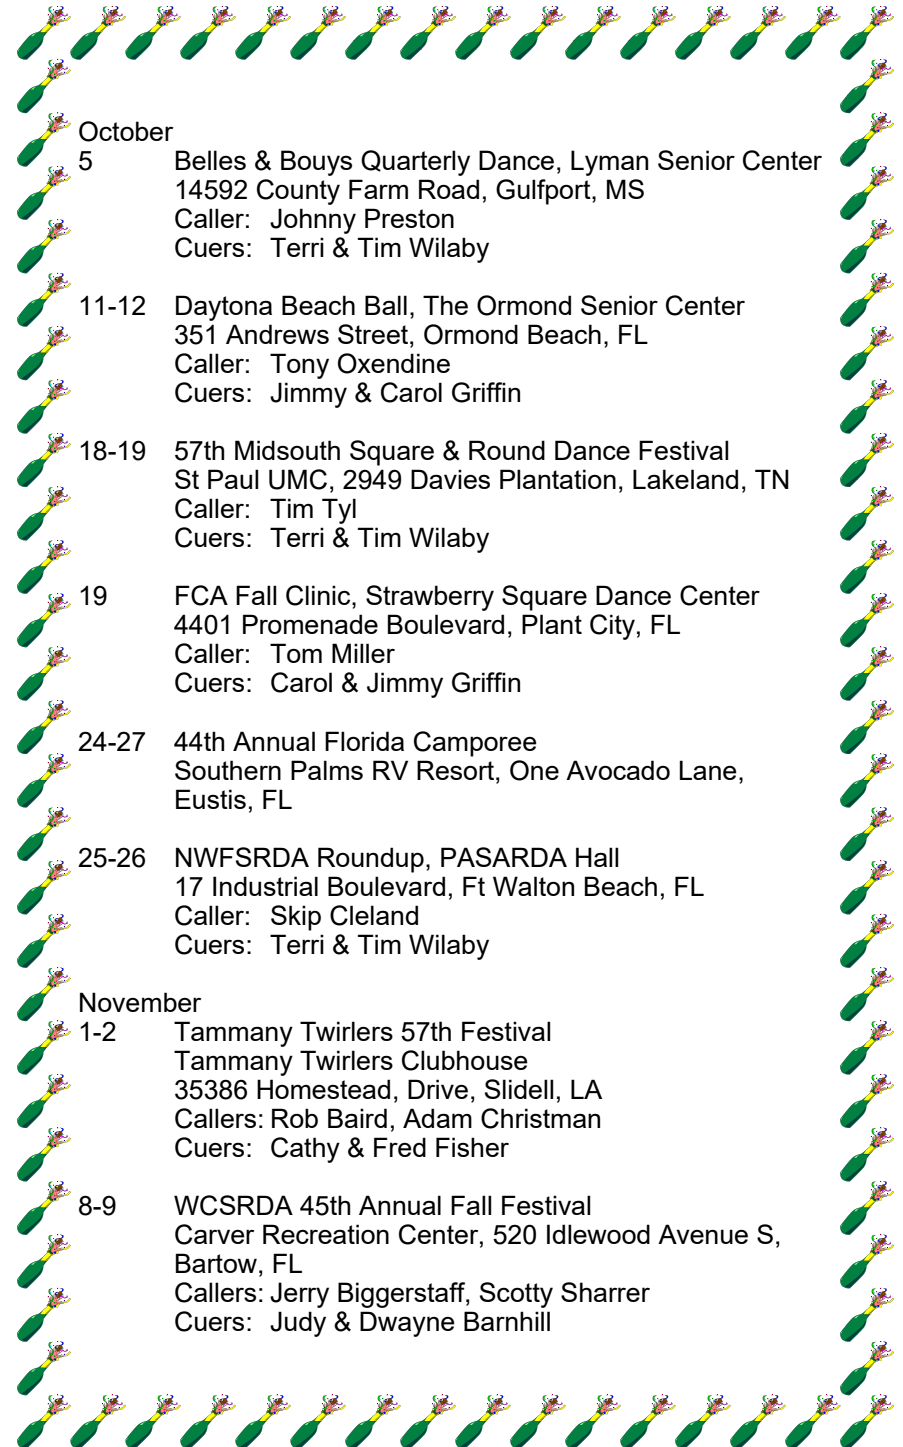 October
5 Belles & Bouys Quarterly Dance, Lyman Senior Center
14592 County Farm Road, Gulfport, MS
Caller: Johnny Preston
Cuers: Terri & Tim Wilaby
11-12 Daytona Beach Ball, The Ormond Senior Center
351 Andrews Street, Ormond Beach, FL
Caller: Tony Oxendine
Cuers: Jimmy & Carol Griffin
18-19 57th Midsouth Square & Round Dance Festival
St Paul UMC, 2949 Davies Plantation, Lakeland, TN
Caller: Tim Tyl
Cuers: Terri & Tim Wilaby
19 FCA Fall Clinic, Strawberry Square Dance Center
4401 Promenade Boulevard, Plant City, FL
Caller: Tom Miller
Cuers: Carol & Jimmy Griffin
24-27 44th Annual Florida Camporee
Southern Palms RV Resort, One Avocado Lane,
Eustis, FL
25-26 NWFSRDA Roundup, PASARDA Hall
17 Industrial Boulevard, Ft Walton Beach, FL
Caller: Skip Cleland
Cuers: Terri & Tim Wilaby
November
1-2 Tammany Twirlers 57th Festival
Tammany Twirlers Clubhouse
35386 Homestead, Drive, Slidell, LA
Callers: Rob Baird, Adam Christman
Cuers: Cathy & Fred Fisher
8-9 WCSRDA 45th Annual Fall Festival
Carver Recreation Center, 520 Idlewood Avenue S,
Bartow, FL
Callers: Jerry Biggerstaff, Scotty Sharrer
Cuers: Judy & Dwayne Barnhill